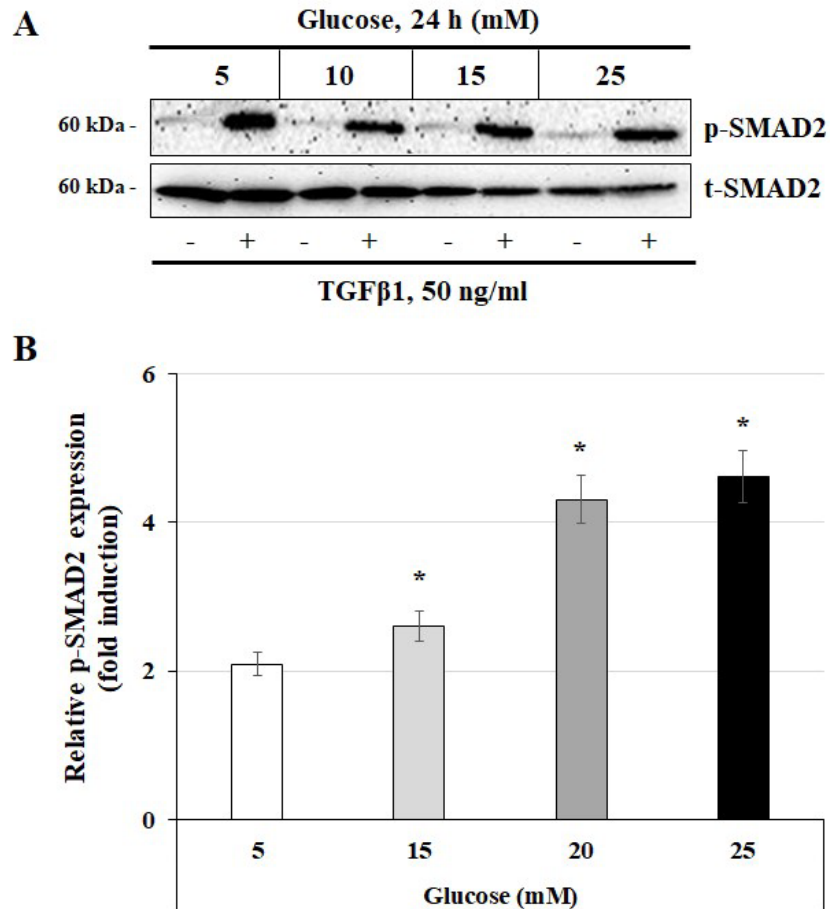 A
Glucose, 24 h (mM)
5 10 15 25
60 kDa - p-SMAD2
60 kDa - t-SMAD2
- + - + - + - +
TGFβ1, 50 ng/ml
B
Relative p-SMAD2 expression
(fold induction)
6
4
2
0
* * *
5 15 20 25
Glucose (mM)